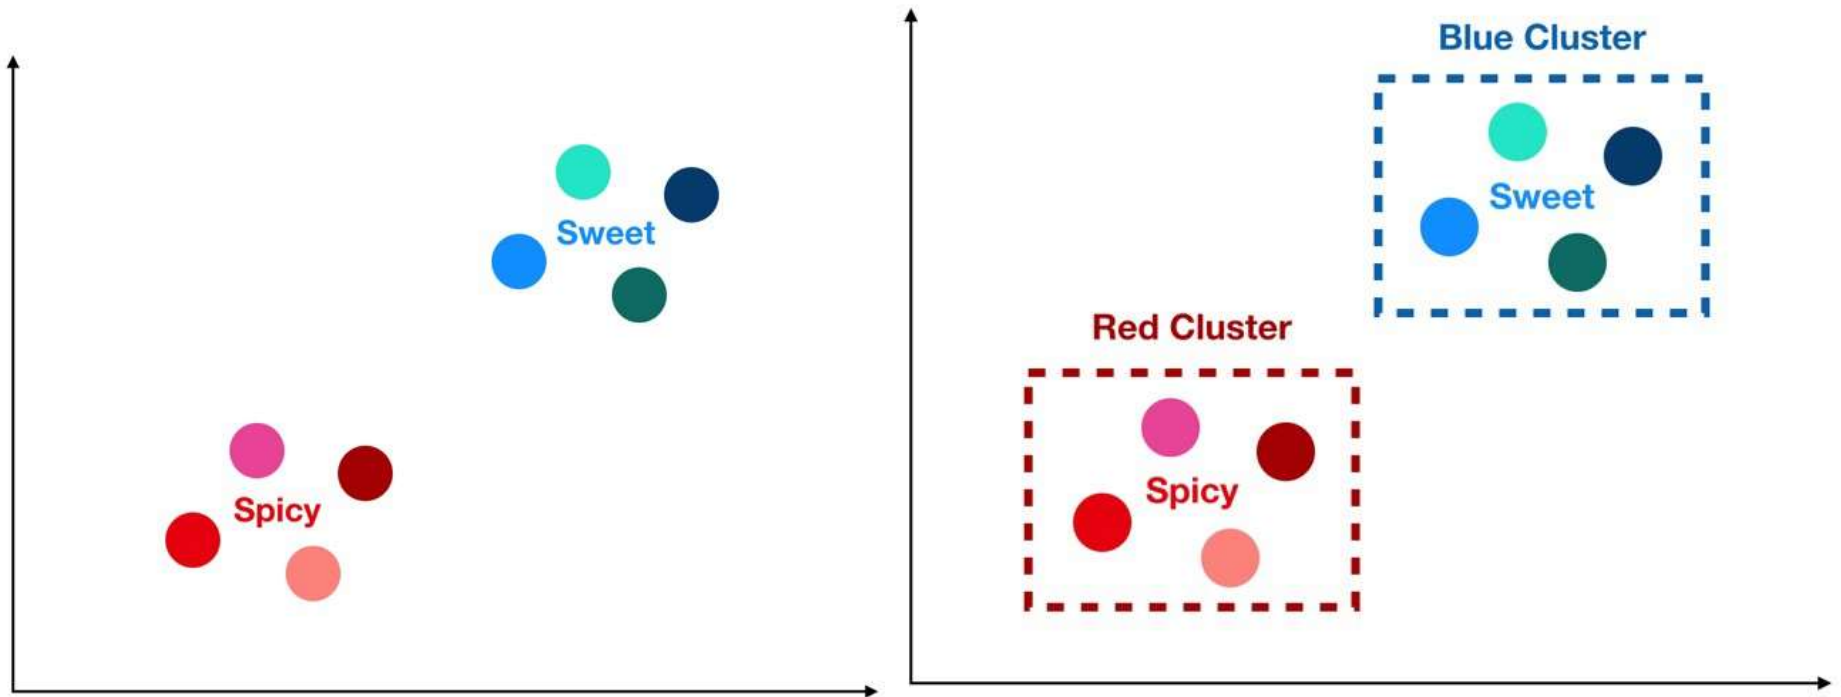 Sweet
Spicy
Blue Cluster
Sweet
Red Cluster
Spicy